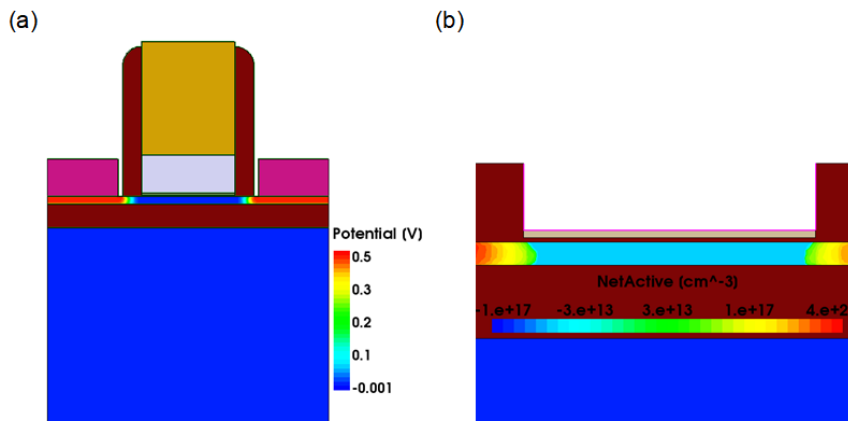 (a)
(b)
Potential (V)
0.5
0.3
0.1
-0.001
NetActive (cm^-3)
-1.e+17 -3.e+13 3.e+13 1.e+17 4.e+2